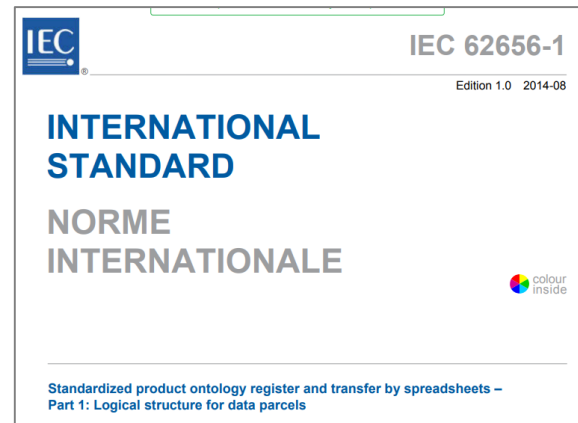 IEC
®
IEC 62656-1
Edition 1.0 2014-08
INTERNATIONAL
STANDARD
NORME
INTERNATIONALE
colour
inside
Standardized product ontology register and transfer by spreadsheets –
Part 1: Logical structure for data parcels